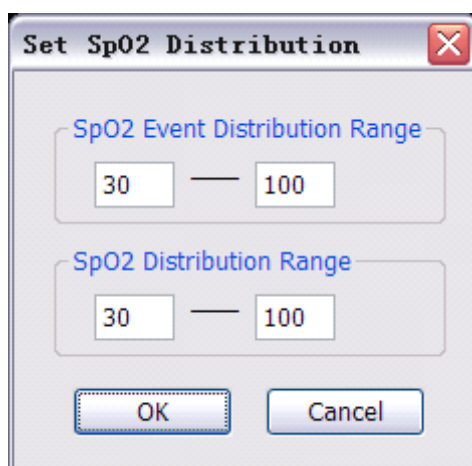 Set SpO2 Distribution
SpO2 Event Distribution Range
30 — 100
SpO2 Distribution Range
30 — 100
OK Cancel